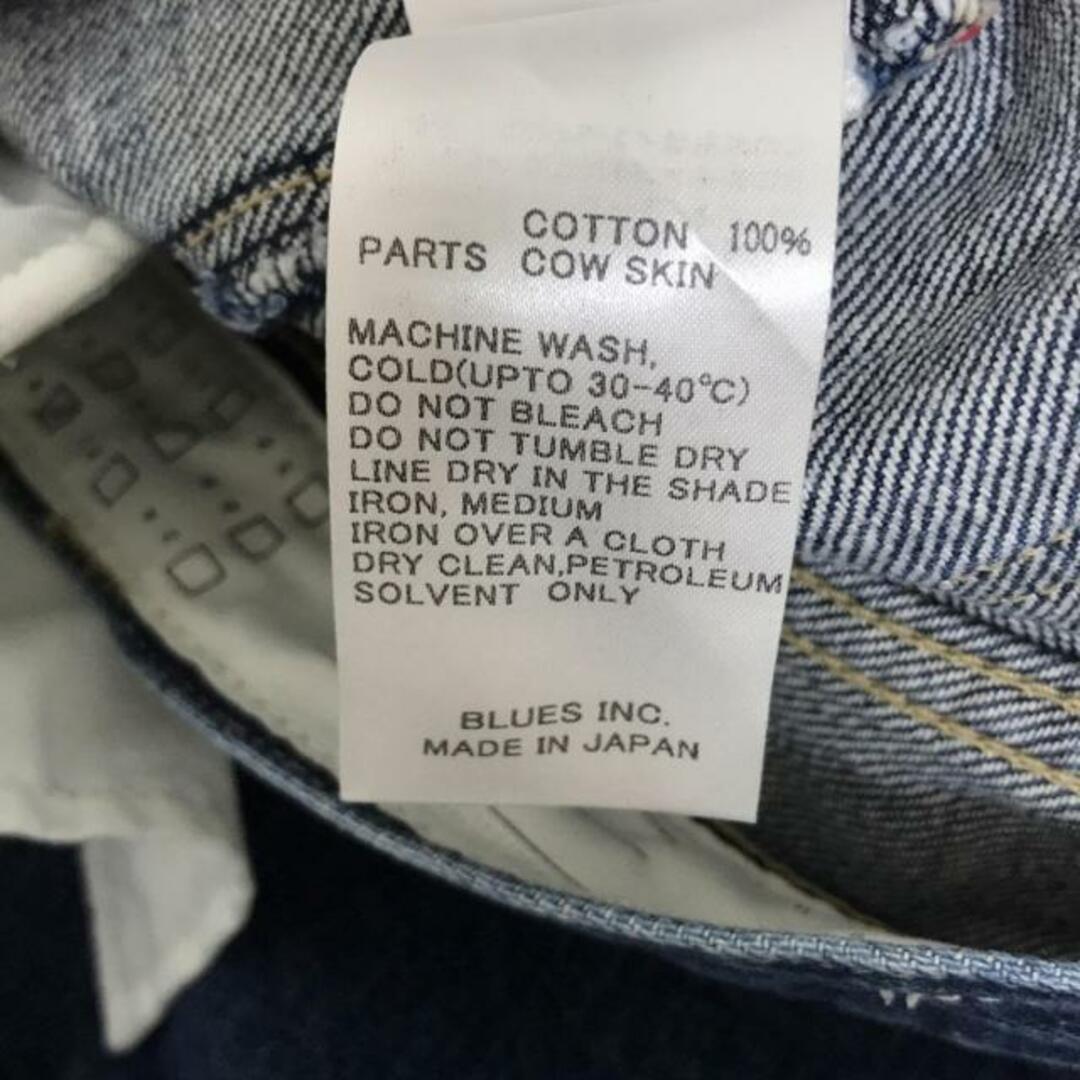 COTTON 100%
PARTS COW SKIN
MACHINE WASH,
COLD(UPTO 30-40°C)
DO NOT BLEACH
DO NOT TUMBLE DRY
LINE DRY IN THE SHADE
IRON, MEDIUM
IRON OVER A CLOTH
DRY CLEAN,PETROLEUM
SOLVENT ONLY
BLUES INC.
MADE IN JAPAN